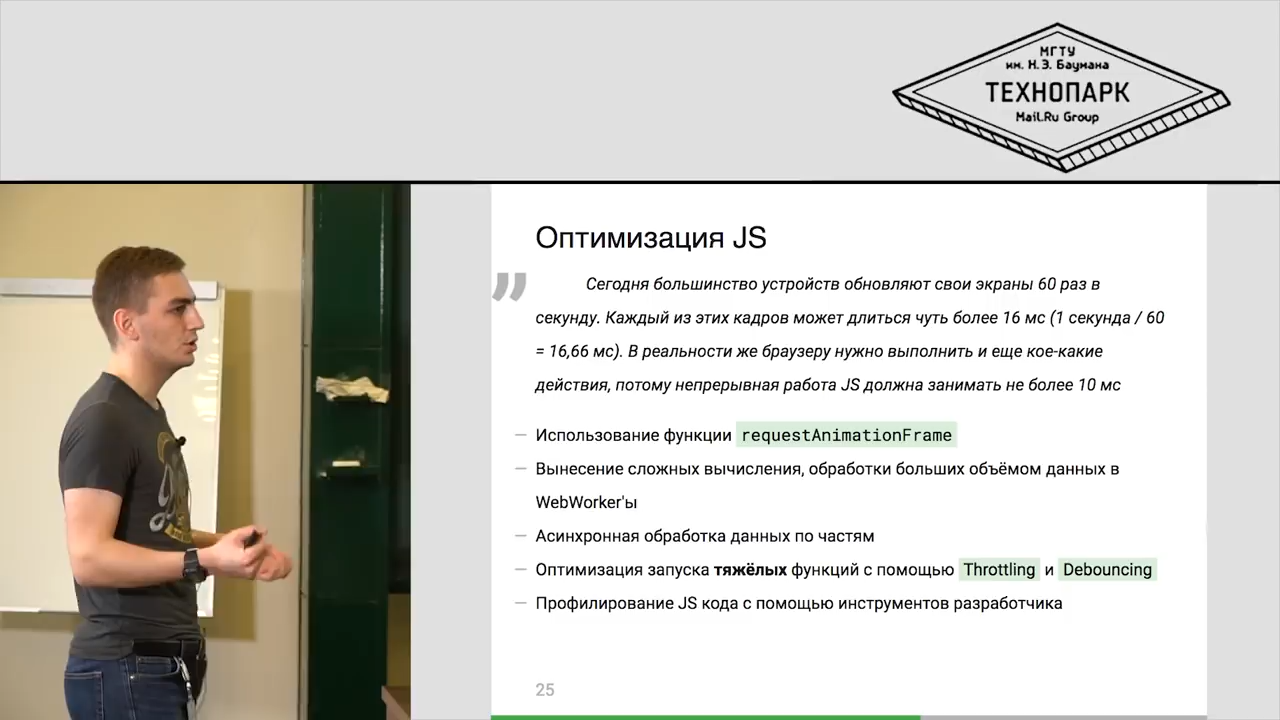 МГТУ
им. Н.Э. Баумана
ТЕХНОПАРК
Mail.Ru Group
Оптимизация JS
” Сегодня большинство устройств обновляют свои экраны 60 раз в
секунду. Каждый из этих кадров может длиться чуть более 16 мс (1 секунда / 60
= 16,66 мс). В реальности же браузеру нужно выполнить и еще кое-какие
действия, потому непрерывная работа JS должна занимать не более 10 мс
— Использование функции requestAnimationFrame
— Вынесение сложных вычисления, обработки больших объёмом данных в
WebWorker'ы
— Асинхронная обработка данных по частям
— Оптимизация запуска тяжёлых функций с помощью Throttling и Debouncing
— Профилирование JS кода с помощью инструментов разработчика
25